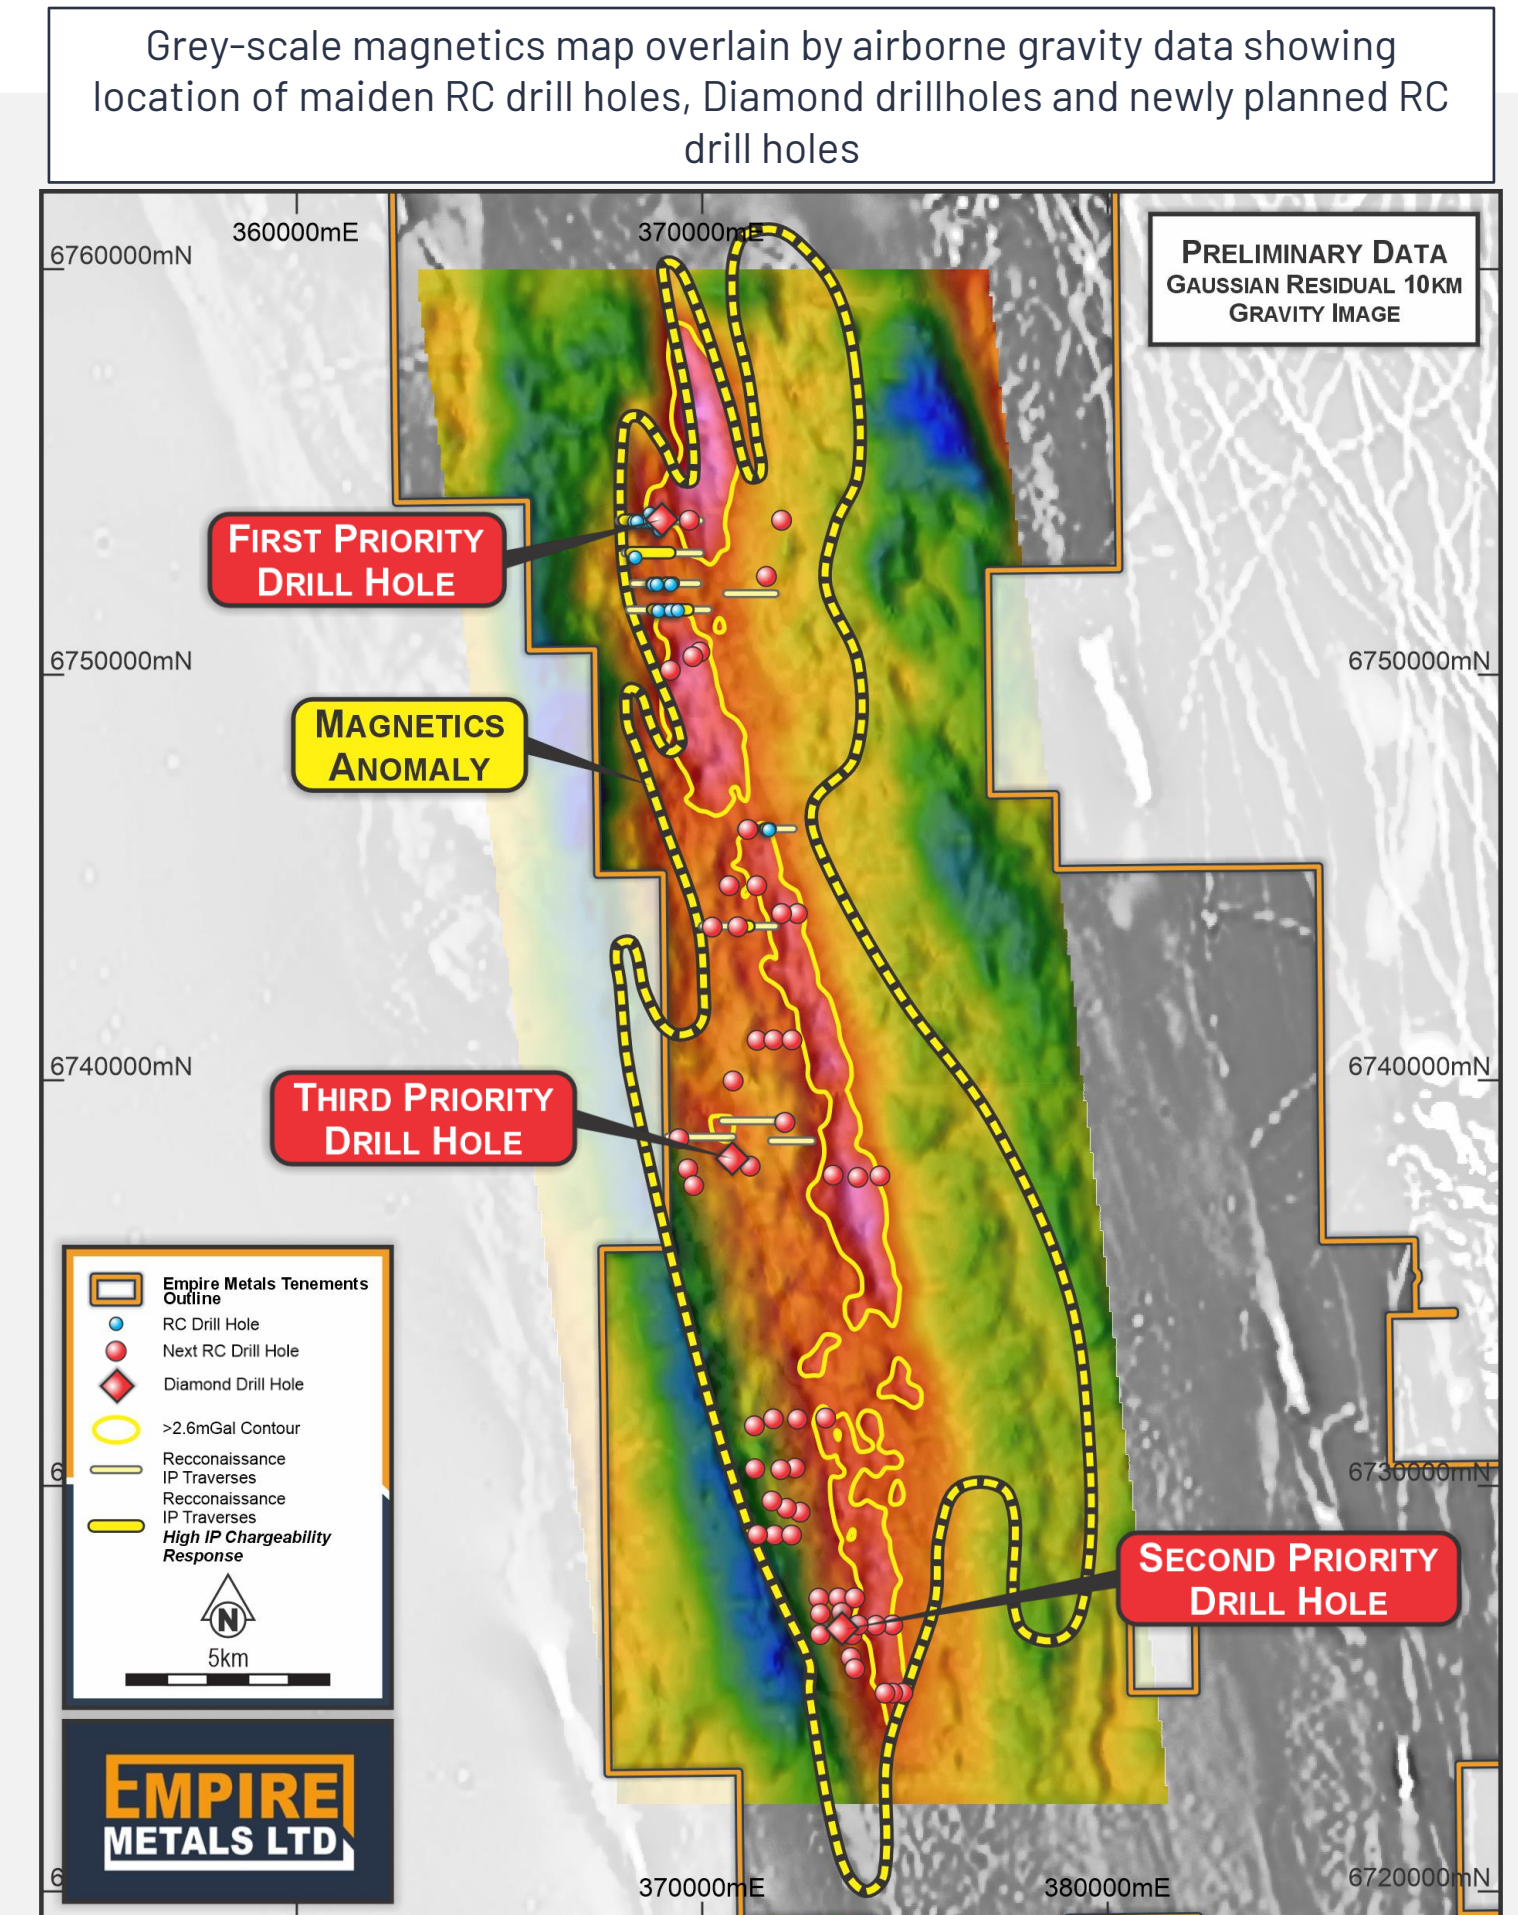 Grey-scale magnetics map overlain by airborne gravity data showing
location of maiden RC drill holes, Diamond drillholes and newly planned RC
drill holes
360000mE
370000mE
6760000mN
PRELIMINARY DATA
GAUSSIAN RESIDUAL 10KM
GRAVITY IMAGE
FIRST PRIORITY
DRILL HOLE
6750000mN
6750000mN
MAGNETICS
ANOMALY
6740000mN
6740000mN
THIRD PRIORITY
DRILL HOLE
Empire Metals Tenements
Outline
RC Drill Hole
Next RC Drill Hole
Diamond Drill Hole
>2.6mGal Contour
Recconaissance
IP Traverses
Recconaissance
IP Traverses
High IP Chargeability
Response
N
5km
6
6730000mN
SECOND PRIORITY
DRILL HOLE
EMPIRE
METALS LTD
6
370000mE
380000mE
6720000mN